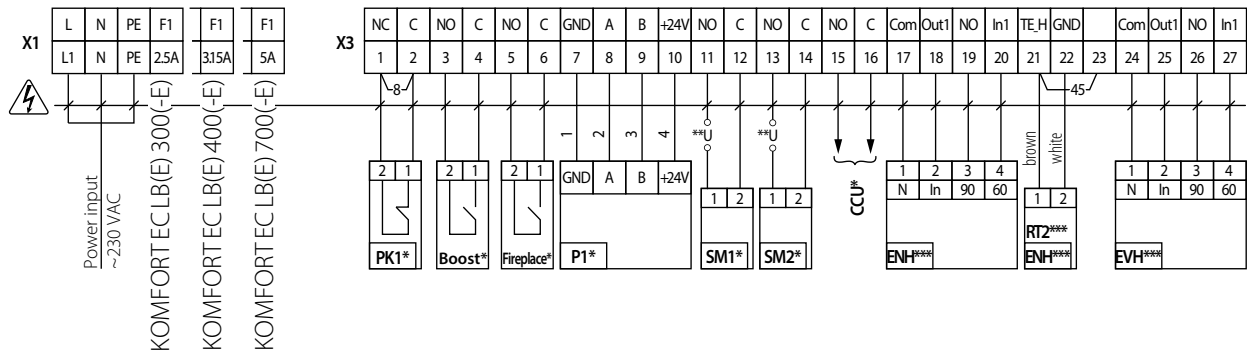 L N PE F1 F1 F1
X1
L1 N PE 2.5A 3.15A 5A
Power input
~230 VAC
KOMFORT EC LB(E) 300(-E)
KOMFORT EC LB(E) 400(-E)
KOMFORT EC LB(E) 700(-E)
NC C NO C NO C GND A B +24V NO C NO C NO C Com Out1 NO In1 TE_H GND Com Out1 NO In1
X3
1 2 3 4 5 6 7 8 9 10 11 12 13 14 15 16 17 18 19 20 21 22 23 24 25 26 27
8
45
1 2 3 4
**U
**U
brown
white
2 1
PK1*
2 1
Boost*
2 1
Fireplace*
GND A B +24V
P1*
1 2
SM1*
1 2
SM2*
CCU*
1 2 3 4
N In 90 60
ENH***
1 2
RT2***
ENH***
1 2 3 4
N In 90 60
EVH***